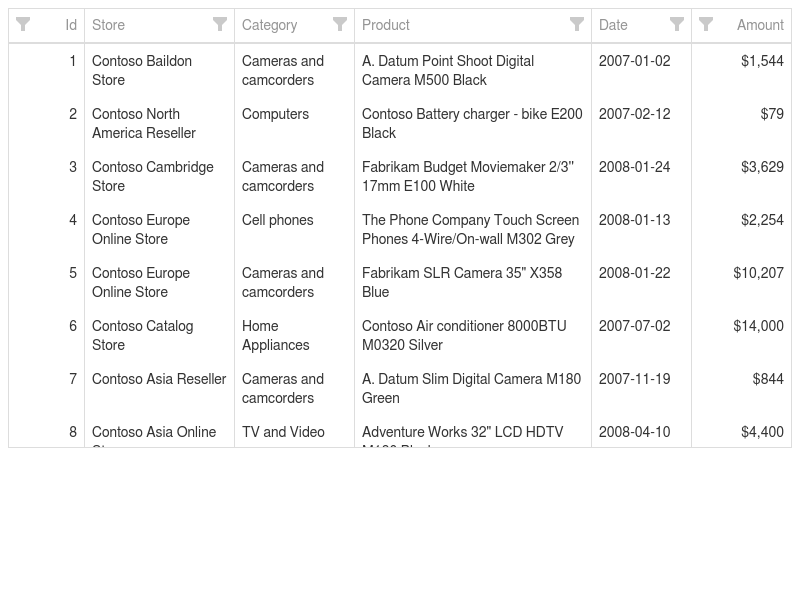 Id Store Category Product Date Amount
1 Contoso Baildon Cameras and A. Datum Point Shoot Digital 2007-01-02 $1,544
Store camcorders Camera M500 Black
2 Contoso North Computers Contoso Battery charger - bike E200 2007-02-12 $79
America Reseller Black
3 Contoso Cambridge Cameras and Fabrikam Budget Moviemaker 2/3" 2008-01-24 $3,629
Store camcorders 17mm E100 White
4 Contoso Europe Cell phones The Phone Company Touch Screen 2008-01-13 $2,254
Online Store Phones 4-Wire/On-wall M302 Grey
5 Contoso Europe Cameras and Fabrikam SLR Camera 35" X358 2008-01-22 $10,207
Online Store camcorders Blue
6 Contoso Catalog Home Contoso Air conditioner 8000BTU 2007-07-02 $14,000
Store Appliances M0320 Silver
7 Contoso Asia Reseller Cameras and A. Datum Slim Digital Camera M180 2007-11-19 $844
camcorders Green
8 Contoso Asia Online TV and Video Adventure Works 32" LCD HDTV 2008-04-10 $4,400